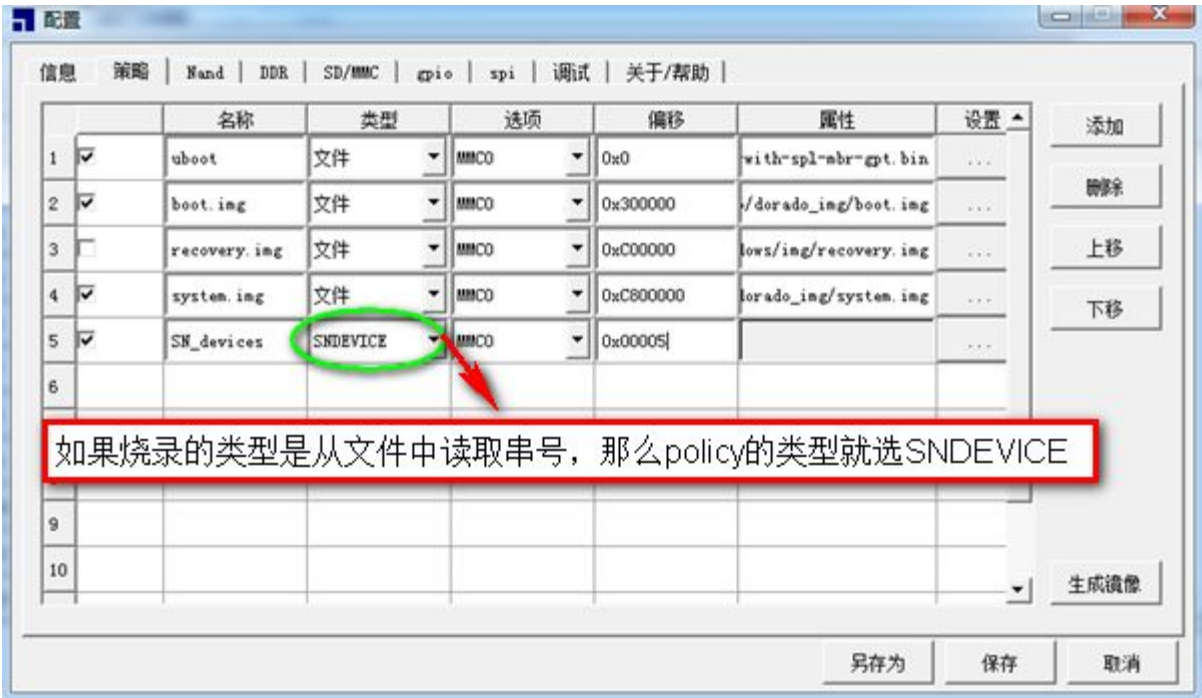 配置
信息 策略 Nand DDR SD/MMC gpio spi 调试 关于/帮助
名称 类型 选项 偏移 属性 设置
添加
1 uboot 文件 MMC0 0x0 with-spl-mbr-gpt.bin ...
删除
2 boot.img 文件 MMC0 0x300000 /dorado_img/boot.img ...
3 recovery.img 文件 MMC0 0xC00000 lows/img/recovery.img ...
上移
4 system.img 文件 MMC0 0xC800000 lorado_img/system.img ...
下移
5 SN_devices SNDEVICE MMC0 0x00005 ...
6
如果烧录的类型是从文件中读取串号，那么policy的类型就选SNDEVICE
9
10
生成镜像
另存为 保存 取消